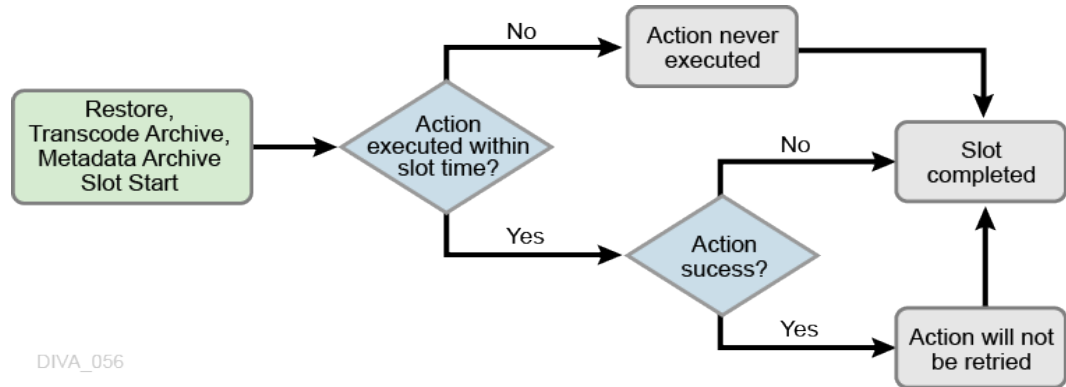 No
Action never
executed
Restore,
Transcode Archive,
Metadata Archive
Slot Start
Action
executed within
slot time?
No
Slot
completed
Yes
Action
sucess?
Yes
Action will not
be retried
DIVA_056